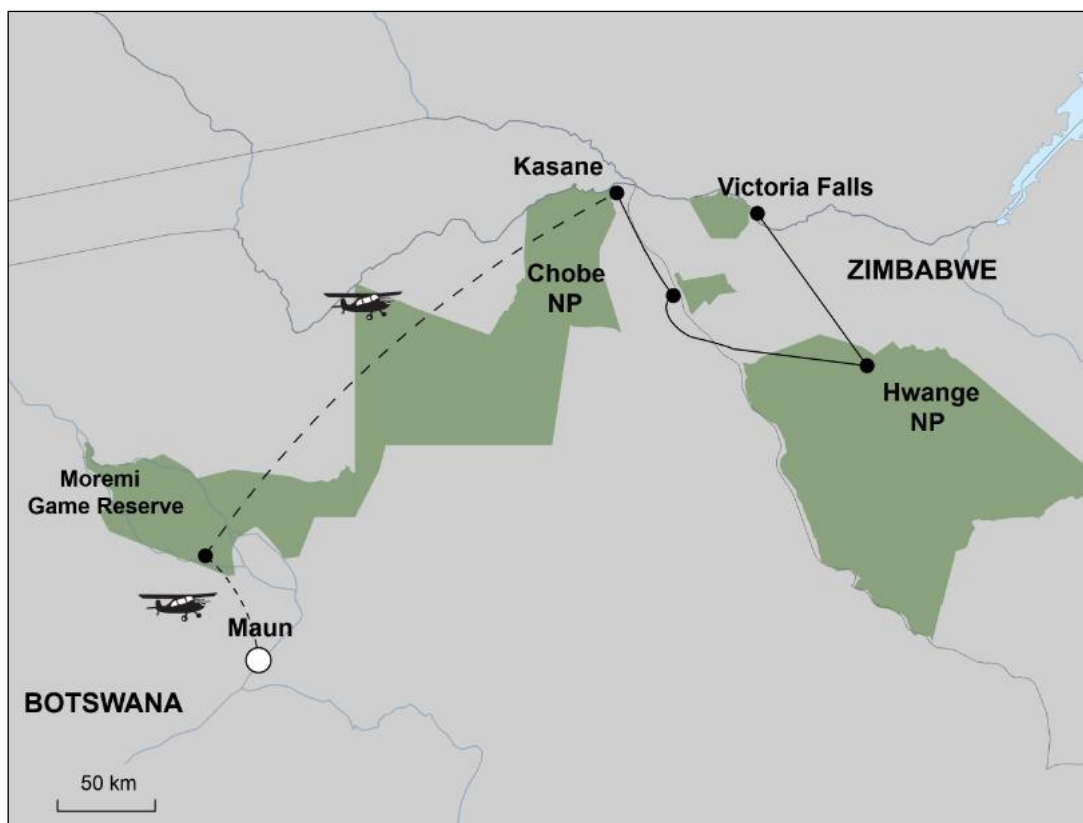 Kasane
Victoria Falls
ZIMBABWE
Chobe
NP
Hwange
NP
Moremi
Game Reserve
Maun
BOTSWANA
50 km